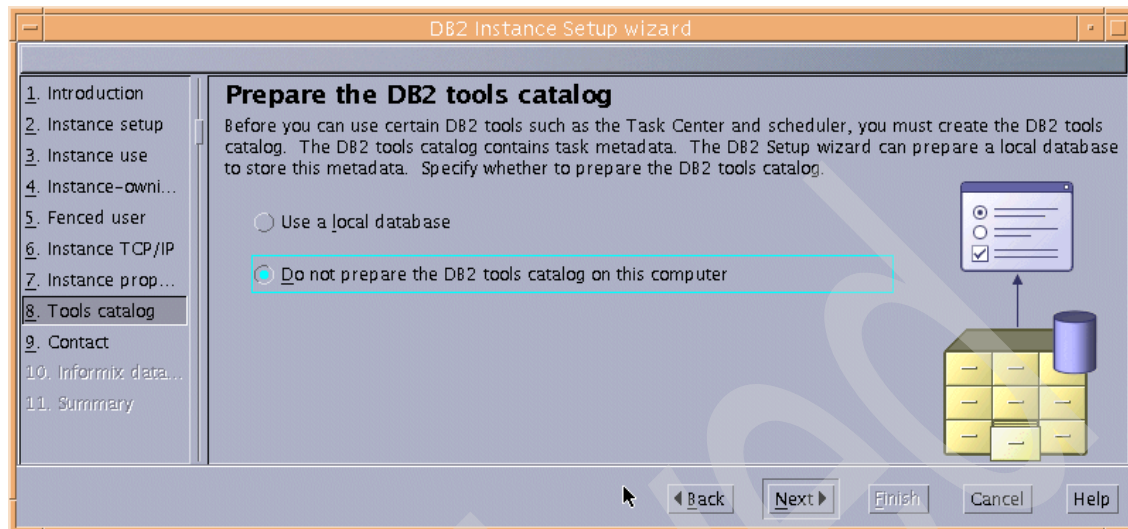 DB2 Instance Setup wizard
1. Introduction
2. Instance setup
3. Instance use
4. Instance-owni...
5. Fenced user
6. Instance TCP/IP
7. Instance prop...
8. Tools catalog
9. Contact
10. Informix data...
11. Summary
Prepare the DB2 tools catalog
Before you can use certain DB2 tools such as the Task Center and scheduler, you must create the DB2 tools
catalog. The DB2 tools catalog contains task metadata. The DB2 Setup wizard can prepare a local database
to store this metadata. Specify whether to prepare the DB2 tools catalog.
Use a local database
Do not prepare the DB2 tools catalog on this computer
Back Next Finish Cancel Help